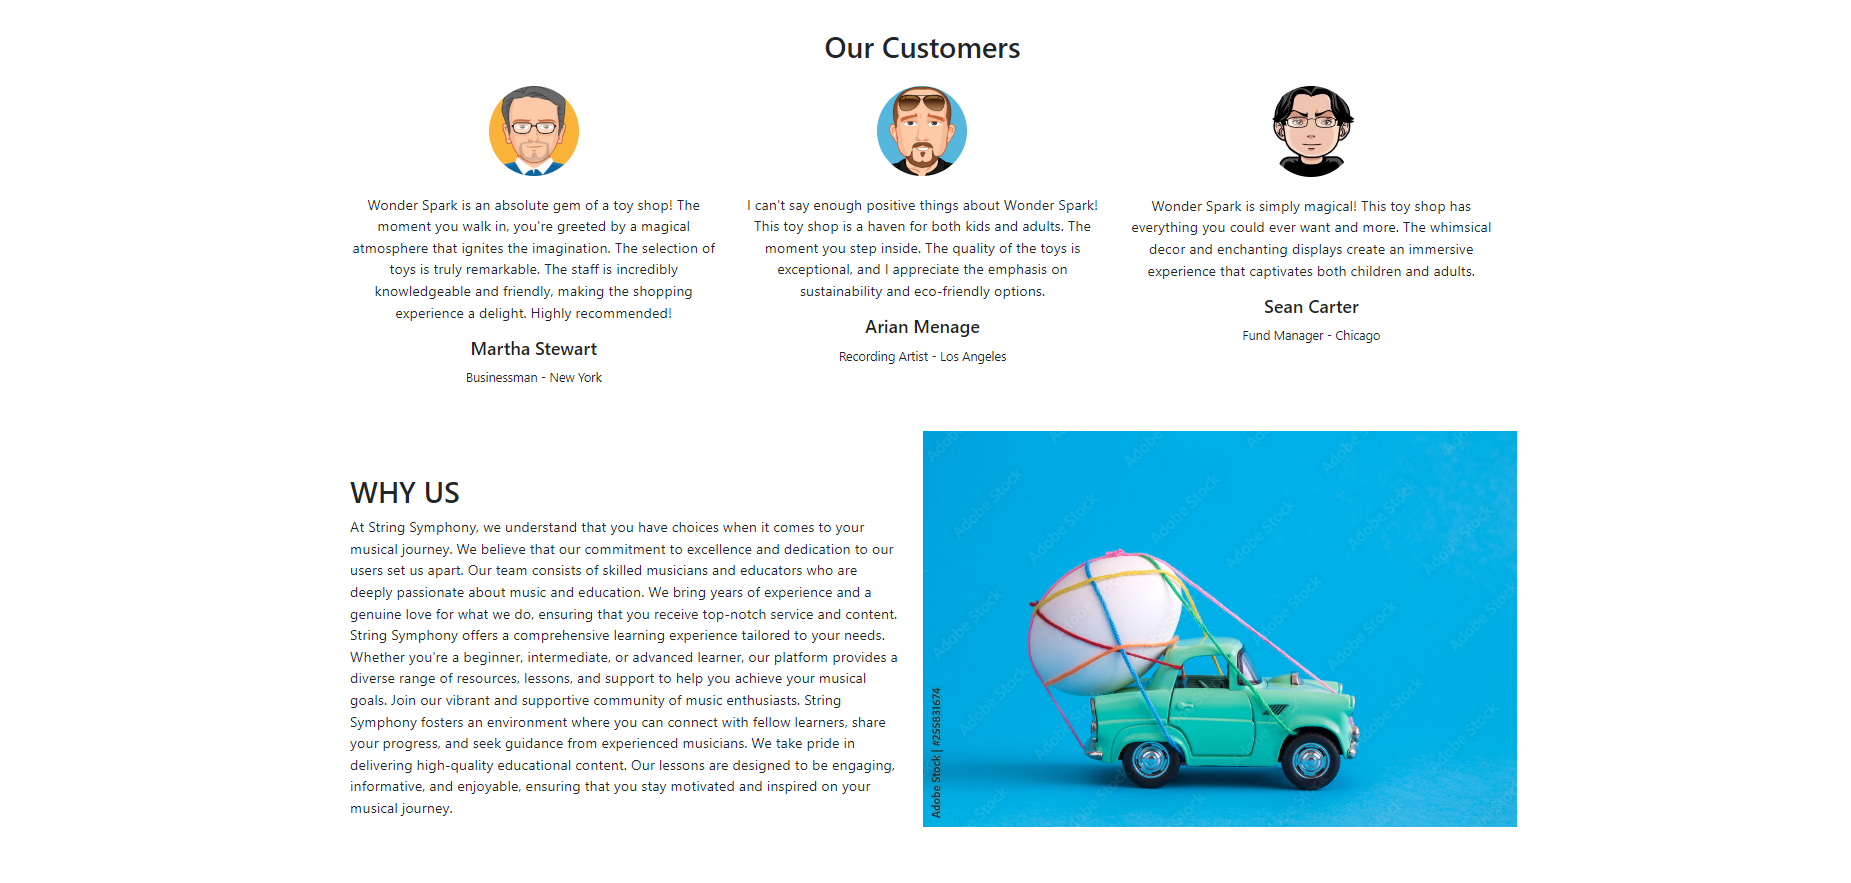 Our Customers
Wonder Spark is an absolute gem of a toy shop! The
moment you walk in, you're greeted by a magical
atmosphere that ignites the imagination. The selection of
toys is truly remarkable. The staff is incredibly
knowledgeable and friendly, making the shopping
experience a delight. Highly recommended!
Martha Stewart
Businessman - New York
I can't say enough positive things about Wonder Spark!
This toy shop is a haven for both kids and adults. The
moment you step inside. The quality of the toys is
exceptional, and I appreciate the emphasis on
sustainability and eco-friendly options.
Arian Menage
Recording Artist - Los Angeles
Wonder Spark is simply magical! This toy shop has
everything you could ever want and more. The whimsical
decor and enchanting displays create an immersive
experience that captivates both children and adults.
Sean Carter
Fund Manager - Chicago
WHY US
At String Symphony, we understand that you have choices when it comes to your
musical journey. We believe that our commitment to excellence and dedication to our
users set us apart. Our team consists of skilled musicians and educators who are
deeply passionate about music and education. We bring years of experience and a
genuine love for what we do, ensuring that you receive top-notch service and content.
String Symphony offers a comprehensive learning experience tailored to your needs.
Whether you're a beginner, intermediate, or advanced learner, our platform provides a
diverse range of resources, lessons, and support to help you achieve your musical
goals. Join our vibrant and supportive community of music enthusiasts. String
Symphony fosters an environment where you can connect with fellow learners, share
your progress, and seek guidance from experienced musicians. We take pride in
delivering high-quality educational content. Our lessons are designed to be engaging,
informative, and enjoyable, ensuring that you stay motivated and inspired on your
musical journey.
Adobe Stock | #255831674
Adobe Stock